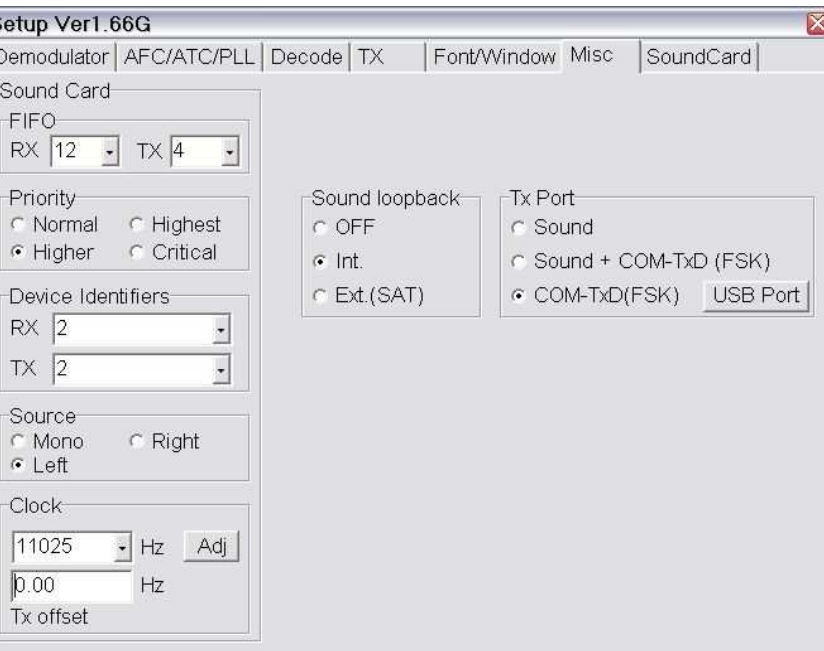 Setup Ver1.66G
Demodulator AFC/ATC/PLL Decode TX Font/Window Misc SoundCard
Sound Card
FIFO
RX 12 TX 4
Priority
Normal Highest
Higher Critical
Device Identifiers
RX 2
TX 2
Source
Mono Right
Left
Clock
11025 Hz Adj
0.00 Hz
Tx offset
Sound loopback
OFF
Int.
Ext.(SAT)
Tx Port
Sound
Sound + COM-TxD (FSK)
COM-TxD(FSK) USB Port